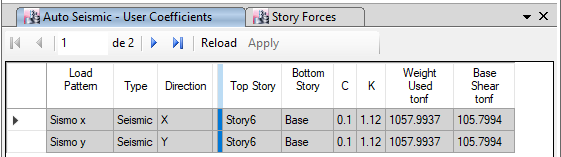 Auto Seismic - User Coefficients Story Forces
1 de 2 Reload Apply
Load Pattern Type Direction Top Story Bottom Story C K Weight Used tonf Base Shear tonf
Sismo x Seismic X Story6 Base 0.1 1.12 1057.9937 105.7994
Sismo y Seismic Y Story6 Base 0.1 1.12 1057.9937 105.7994